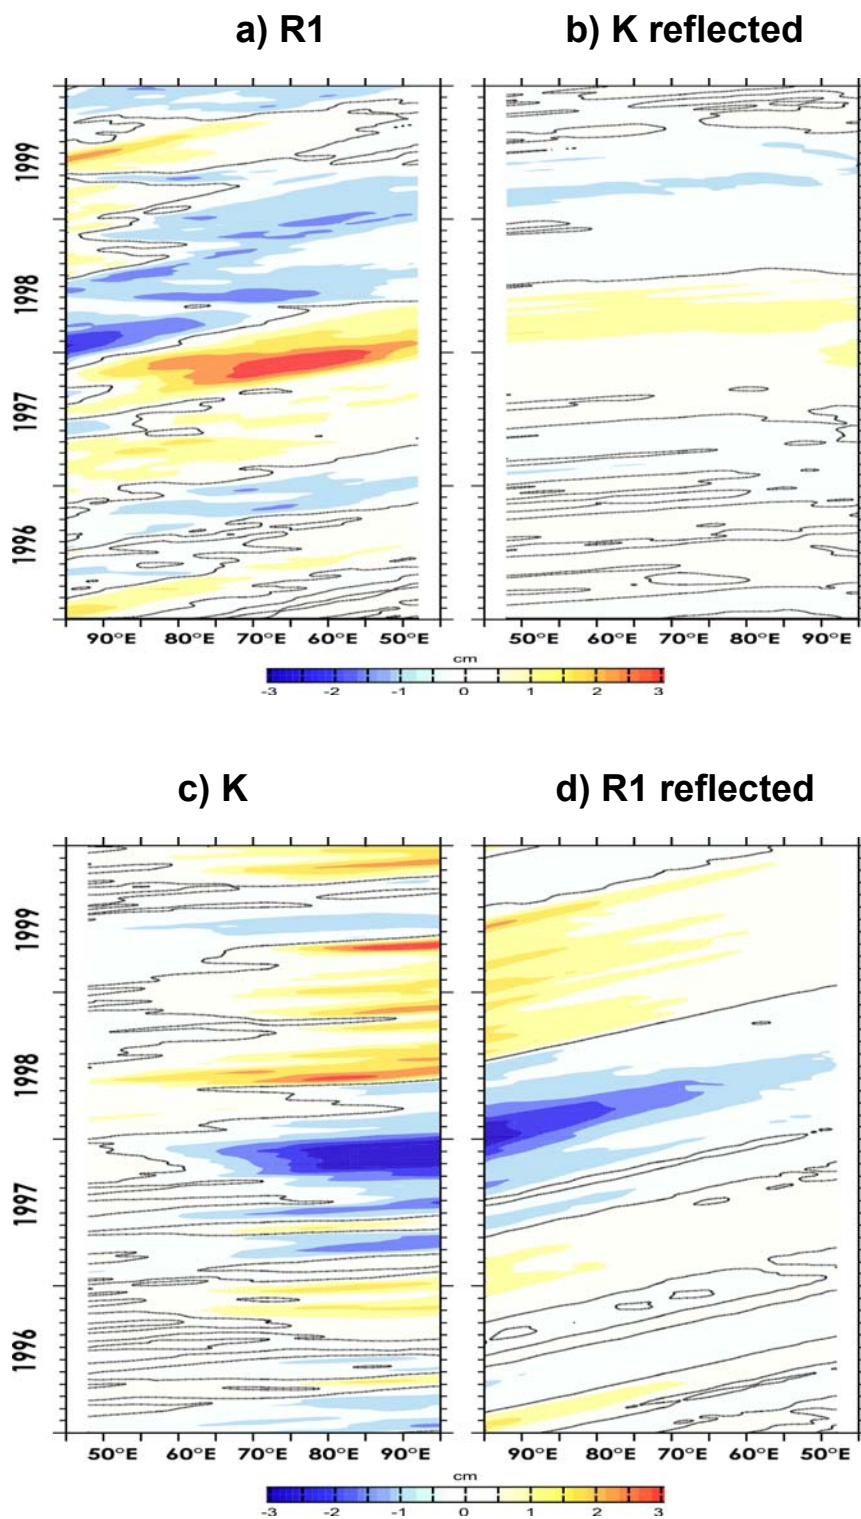 a) R1
b) K reflected
1999
1998
1997
1996
90°E 80°E 70°E 60°E 50°E
50°E 60°E 70°E 80°E 90°E
cm
-3 -2 -1 0 1 2 3
c) K
d) R1 reflected
1999
1998
1997
1996
50°E 60°E 70°E 80°E 90°E
90°E 80°E 70°E 60°E 50°E
cm
-3 -2 -1 0 1 2 3